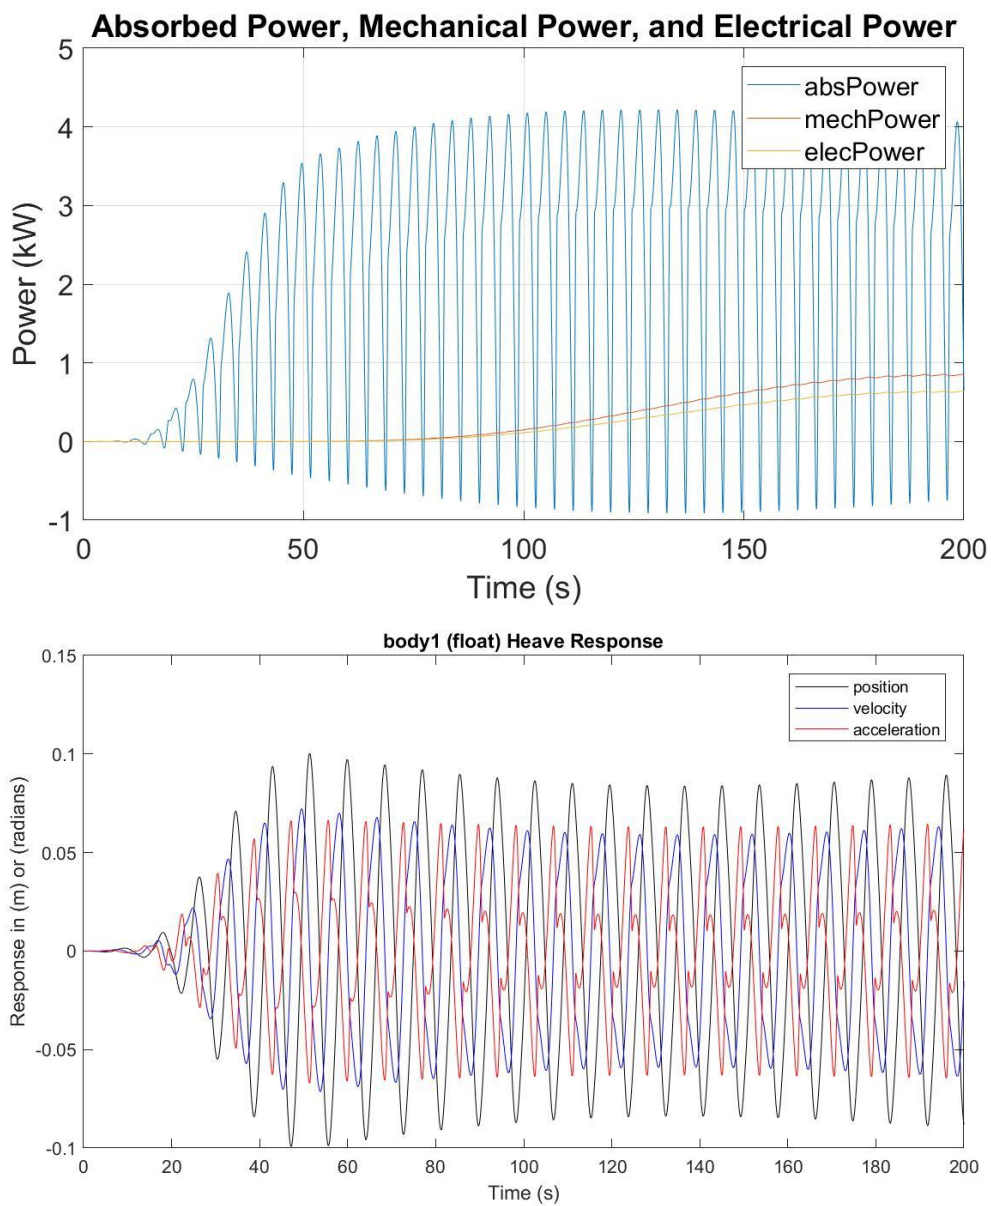 Absorbed Power, Mechanical Power, and Electrical Power
5
4
3
2
1
0
-1
Power (kW)
absPower
mechPower
elecPower
0 50 100 150 200
Time (s)
body1 (float) Heave Response
0.15
0.1
0.05
0
-0.05
-0.1
Response in (m) or (radians)
position
velocity
acceleration
0 20 40 60 80 100 120 140 160 180 200
Time (s)